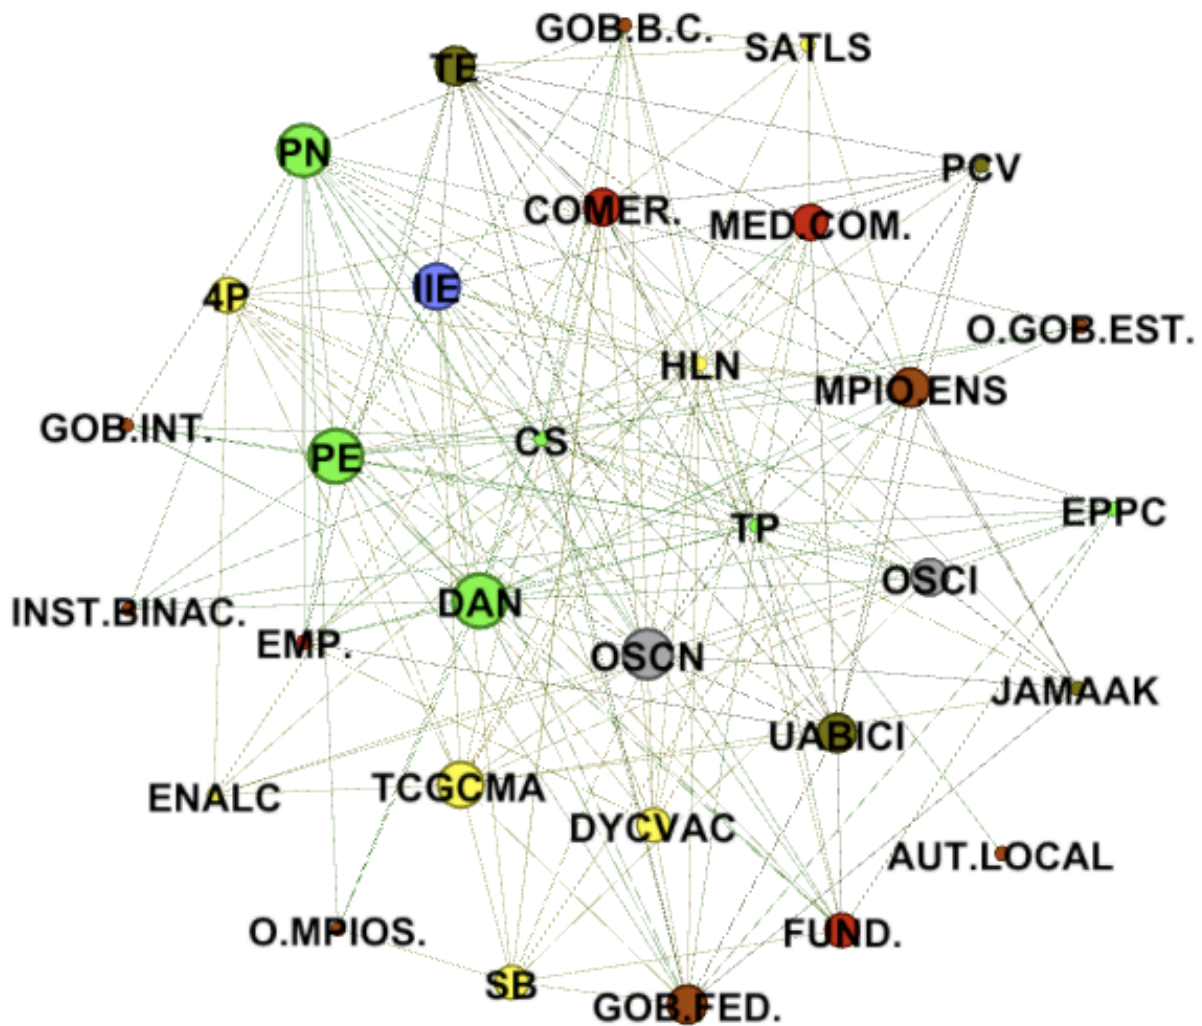 GOB.B.C.
SATLS
TE
PN
PCV
COMER.
MED.COM.
4P
IIE
O.GOB.EST.
HLN
MPIO.ENS
GOB.INT.
CS
PE
EPPC
TP
OSCI
INST.BINAC.
DAN
EMP.
OSCN
JAMAAK
UABICI
TCGCMA
ENALC
DYCVAC
AUT.LOCAL
O.MPIOS.
FUND.
SB
GOB.FED.